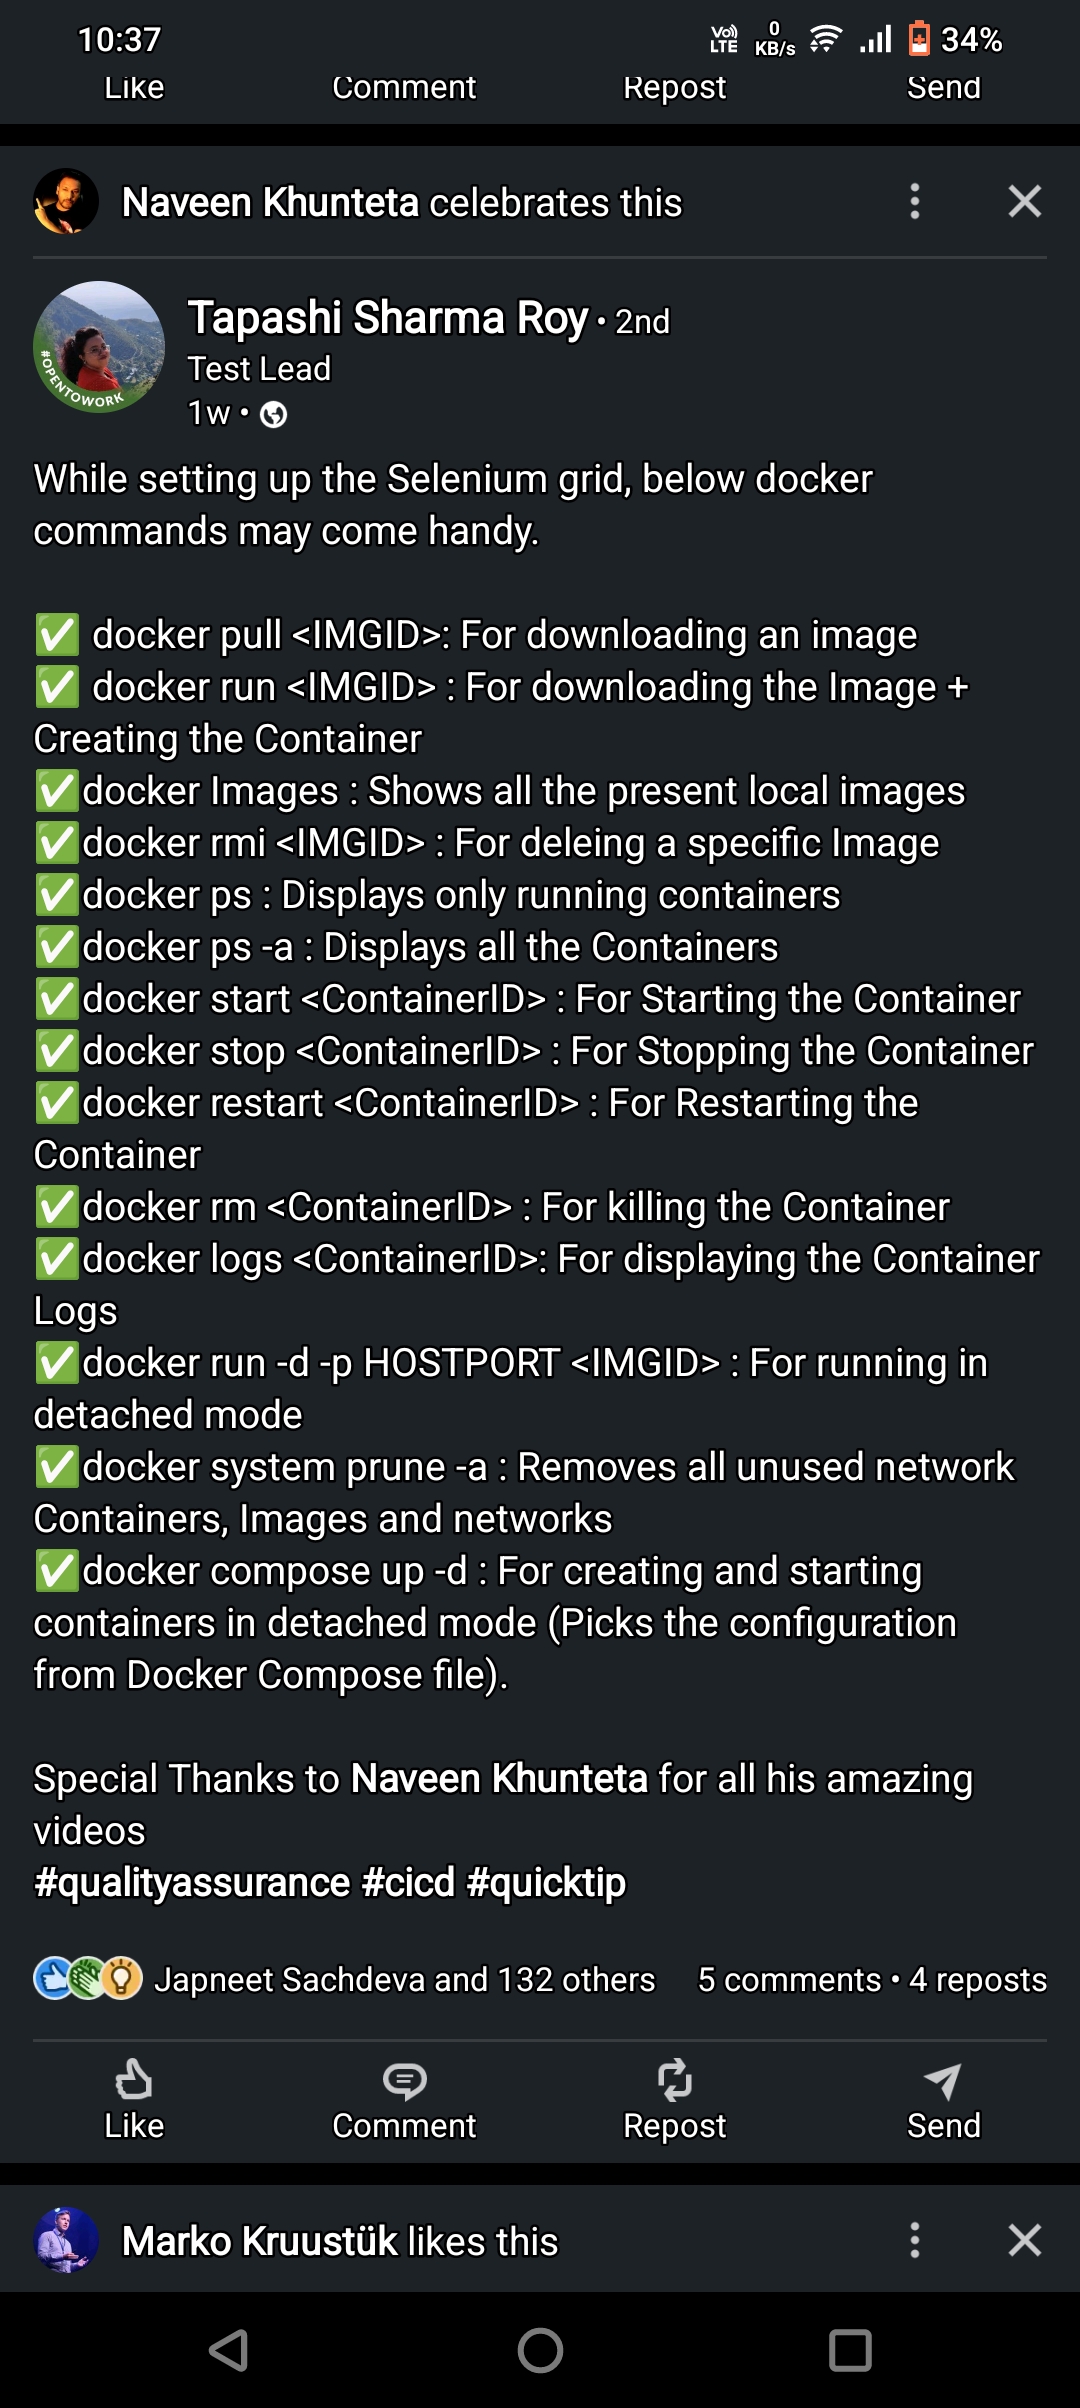 10:37
Vo)) LTE
0 KB/s
34%
Like Comment Repost Send
Naveen Khunteta celebrates this
#OPENTOWORK
Tapashi Sharma Roy • 2nd
Test Lead
1w •
While setting up the Selenium grid, below docker
commands may come handy.
✅ docker pull <IMGID>: For downloading an image
✅ docker run <IMGID> : For downloading the Image +
Creating the Container
✅docker Images : Shows all the present local images
✅docker rmi <IMGID> : For deleing a specific Image
✅docker ps : Displays only running containers
✅docker ps -a : Displays all the Containers
✅docker start <ContainerID> : For Starting the Container
✅docker stop <ContainerID> : For Stopping the Container
✅docker restart <ContainerID> : For Restarting the
Container
✅docker rm <ContainerID> : For killing the Container
✅docker logs <ContainerID>: For displaying the Container
Logs
✅docker run -d -p HOSTPORT <IMGID> : For running in
detached mode
✅docker system prune -a : Removes all unused network
Containers, Images and networks
✅docker compose up -d : For creating and starting
containers in detached mode (Picks the configuration
from Docker Compose file).
Special Thanks to Naveen Khunteta for all his amazing
videos
#qualityassurance #cicd #quicktip
Japneet Sachdeva and 132 others 5 comments • 4 reposts
Like Comment Repost Send
Marko Kruustük likes this